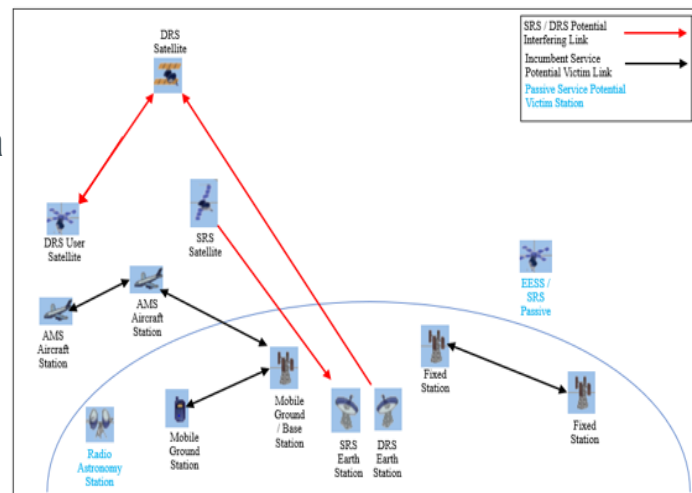 DRS
Satellite
SRS / DRS Potential
Interfering Link
Incumbent Service
Potential Victim Link
Passive Service Potential
Victim Station
DRS User
Satellite
SRS
Satellite
EESS /
SRS
Passive
AMS
Aircraft
Station
AMS
Aircraft
Station
Fixed
Station
Fixed
Station
Mobile
Ground
/ Base
Station
Mobile
Ground
Station
SRS
Earth
Station
DRS
Earth
Station
Radio
Astronomy
Station